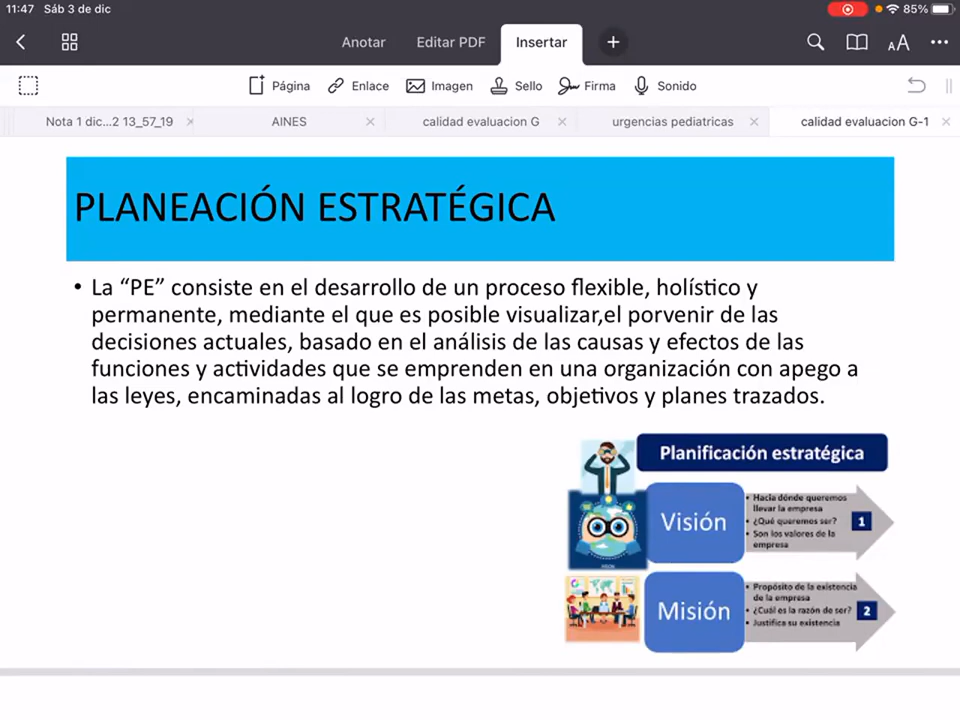 11:47 Sáb 3 de dic 85%
Anotar Editar PDF Insertar +
Página Enlace Imagen Sello Firma Sonido
Nota 1 dic...2 13_57_19 × AINES × calidad evaluacion G × urgencias pediatricas × calidad evaluacion G-1 ×
PLANEACIÓN ESTRATÉGICA
• La “PE” consiste en el desarrollo de un proceso flexible, holístico y
permanente, mediante el que es posible visualizar,el porvenir de las
decisiones actuales, basado en el análisis de las causas y efectos de las
funciones y actividades que se emprenden en una organización con apego a
las leyes, encaminadas al logro de las metas, objetivos y planes trazados.
Planificación estratégica
Visión
• Hacia dónde queremos
llevar la empresa
• ¿Qué queremos ser?
• Son los valores de la
empresa
1
VISION
Misión
• Propósito de la existencia
de la empresa
• ¿Cuál es la razón de ser?
• Justifica su existencia
2